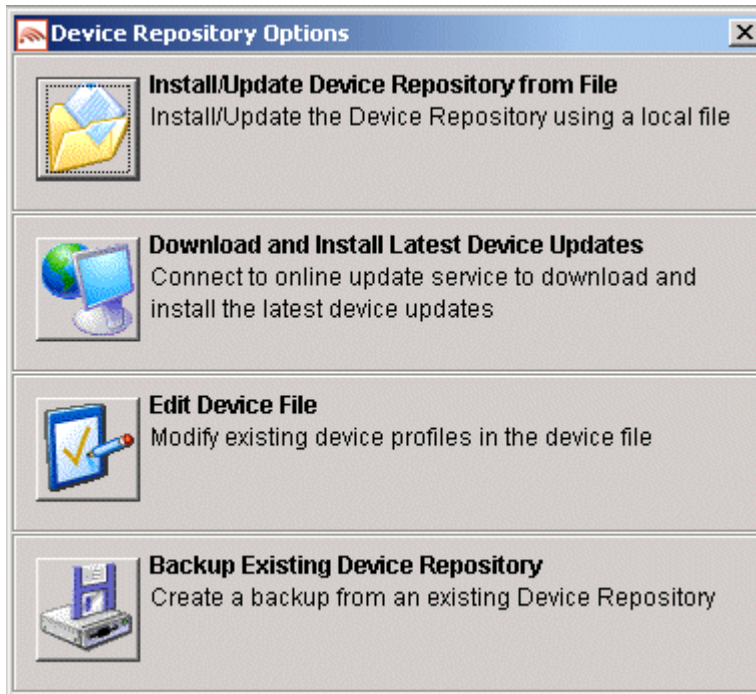 Device Repository Options
Install/Update Device Repository from File
Install/Update the Device Repository using a local file
Download and Install Latest Device Updates
Connect to online update service to download and
install the latest device updates
Edit Device File
Modify existing device profiles in the device file
Backup Existing Device Repository
Create a backup from an existing Device Repository